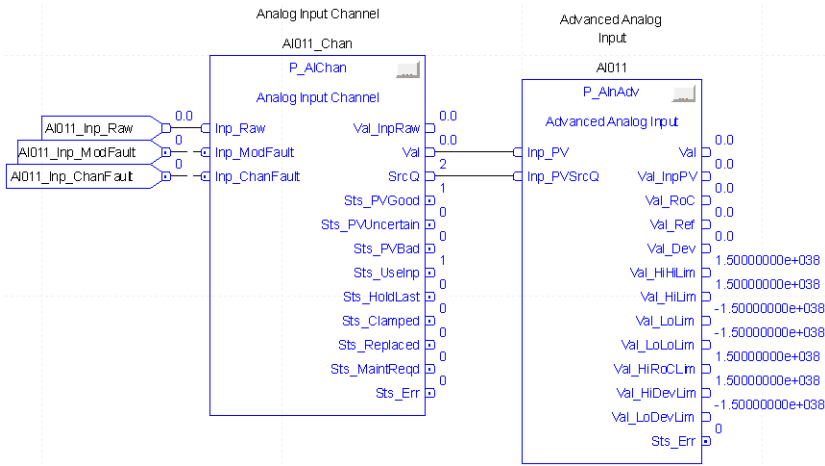 Analog Input Channel
AI011_Chan
P_AIChan
...
Analog Input Channel
AI011_Inp_Raw
0.0
Inp_Raw
Val_InpRaw
0.0
AI011_Inp_ModFault
0
Inp_ModFault
Val
0.0
AI011_Inp_ChanFault
0
Inp_ChanFault
SrcQ
2
Sts_PVGood
1
Sts_PVUncertain
0
Sts_PVBad
0
Sts_UseInp
1
Sts_HoldLast
0
Sts_Clamped
0
Sts_Replaced
0
Sts_MaintReqd
0
Sts_Err
0
Advanced Analog
Input
AI011
P_AInAdv
...
Advanced Analog Input
Inp_PV
Val
0.0
Inp_PVSrcQ
Val_InpPV
0.0
Val_RoC
0.0
Val_Ref
0.0
Val_Dev
0.0
Val_HiHiLim
1.50000000e+038
Val_HiLim
1.50000000e+038
Val_LoLim
-1.50000000e+038
Val_LoLoLim
-1.50000000e+038
Val_HiRoCLim
1.50000000e+038
Val_HiDevLim
1.50000000e+038
Val_LoDevLim
-1.50000000e+038
Sts_Err
0